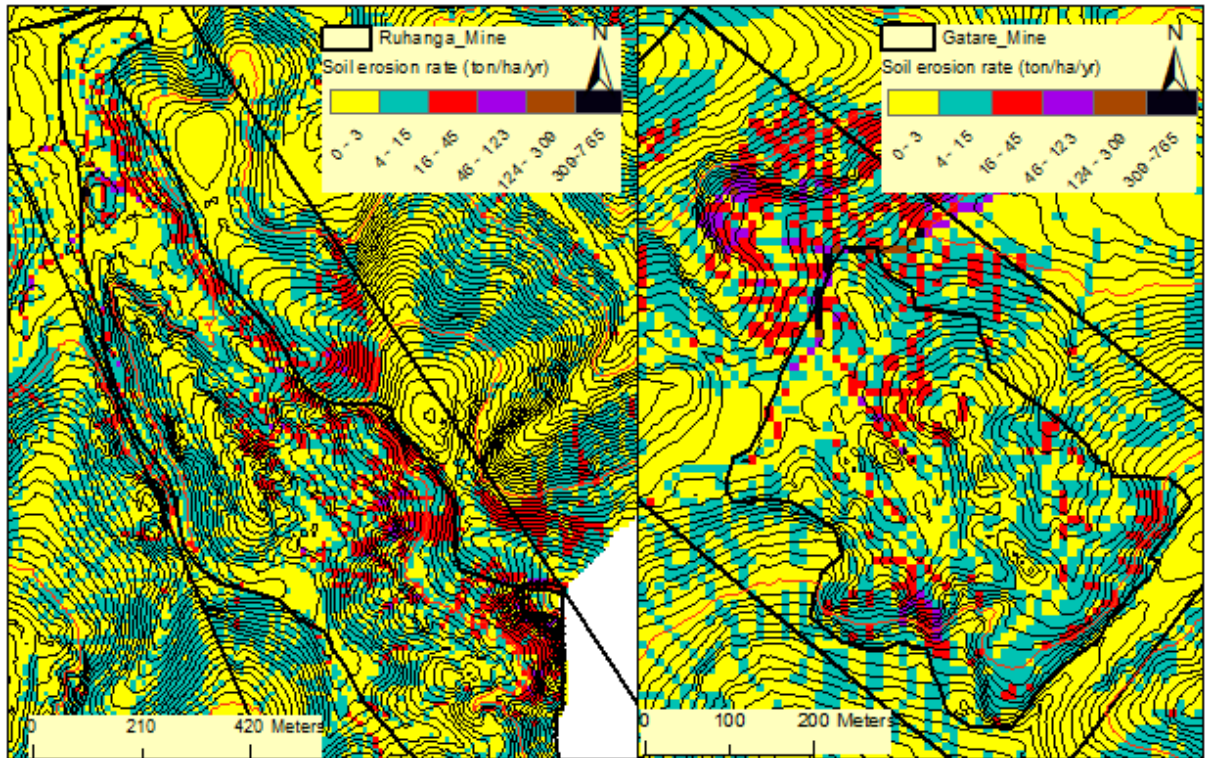 Ruhanga_Mine
N
Soil erosion rate (ton/ha/yr)
0 - 3
4 - 15
16 - 45
46 - 123
124 - 309
309 -765
0
210
420 Meters
Gatare_Mine
N
Soil erosion rate (ton/ha/yr)
0 - 3
4 - 15
16 - 45
46 - 123
124 - 309
309 -765
0
100
200 Meters